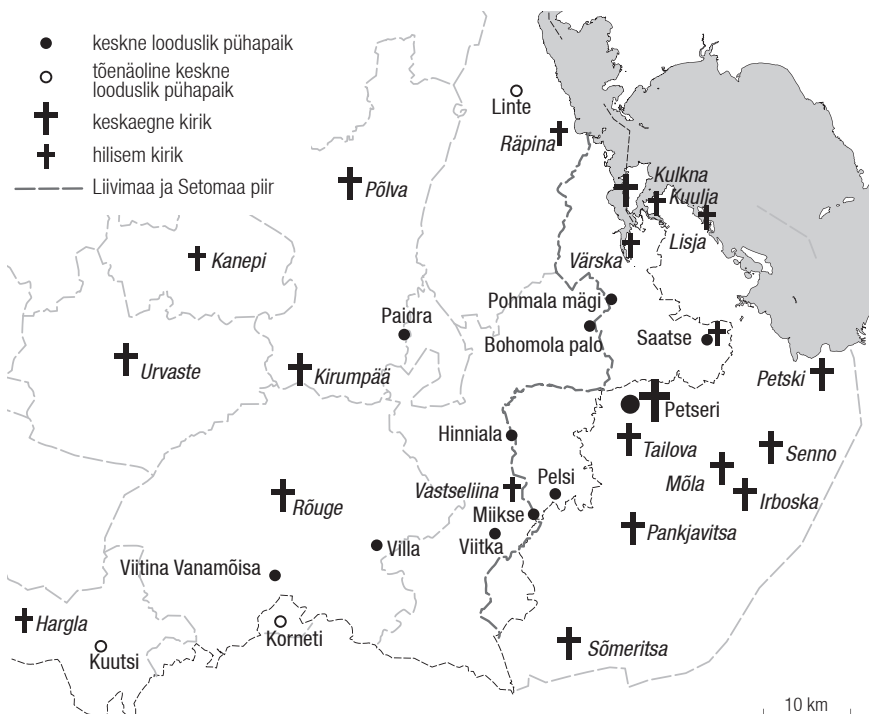 keskne looduslik pühapaik
tõenäoline keskne
looduslik pühapaik
keskaegne kirik
hilisem kirik
Liivimaa ja Setomaa piir
Linte
Räpina
Põlva
Kulkna
Kuulja
Lisja
Värska
Kanepi
Pohmala mägi
Paidra
Bohomola palo
Saatse
Urvaste
Kirumpää
Petski
Petseri
Hinniala
Tailova
Senno
Mõla
Irboska
Vastseliina
Pelsi
Rõuge
Miikse
Pankjavitsa
Villa
Viitka
Viitina Vanamõisa
Hargla
Korneti
Kuutsi
Sõmeritsa
10 km